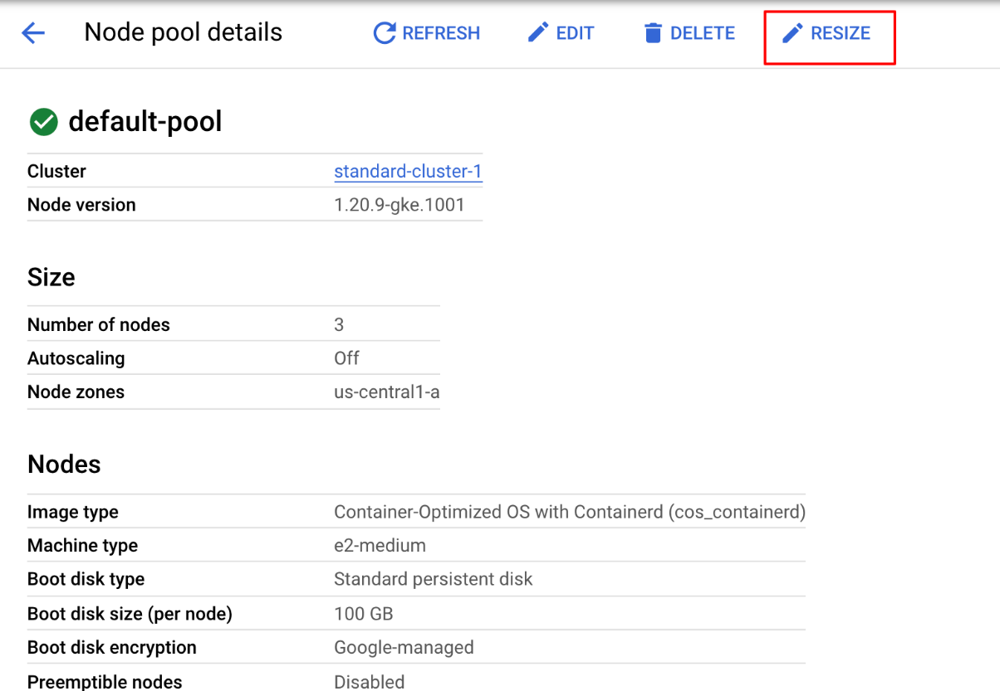 Node pool details REFRESH EDIT DELETE RESIZE
default-pool
Cluster standard-cluster-1
Node version 1.20.9-gke.1001
Size
Number of nodes 3
Autoscaling Off
Node zones us-central1-a
Nodes
Image type Container-Optimized OS with Containerd (cos_containerd)
Machine type e2-medium
Boot disk type Standard persistent disk
Boot disk size (per node) 100 GB
Boot disk encryption Google-managed
Preemptible nodes Disabled